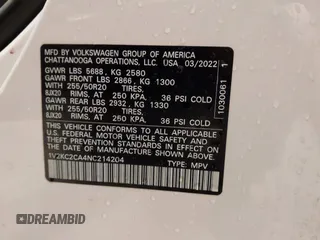 MFD. BY VOLKSWAGEN GROUP OF AMERICA
CHATTANOOGA OPERATIONS, LLC. USA 03/2022
GVWR LBS 5688, KG 2580
FRONT GAWR LBS 2866, KG 1300
WITH 255/50R20 TIRES,
8JX20 RIMS, AT 250 KPA, 36 PSI COLD
REAR GAWR LBS 2932, KG 1330
WITH 255/50R20 TIRES,
8JX20 RIMS, AT 250 KPA, 36 PSI COLD
THIS VEHICLE CONFORMS TO ALL APPLICABLE
FEDERAL MOTOR VEHICLE SAFETY AND
THEFT PREVENTION STANDARDS IN EFFECT ON
THE DATE OF MANUFACTURE SHOWN ABOVE.
1V2KC2CA4NC214204 TYPE: MPV
1030061 1
DREAMBID